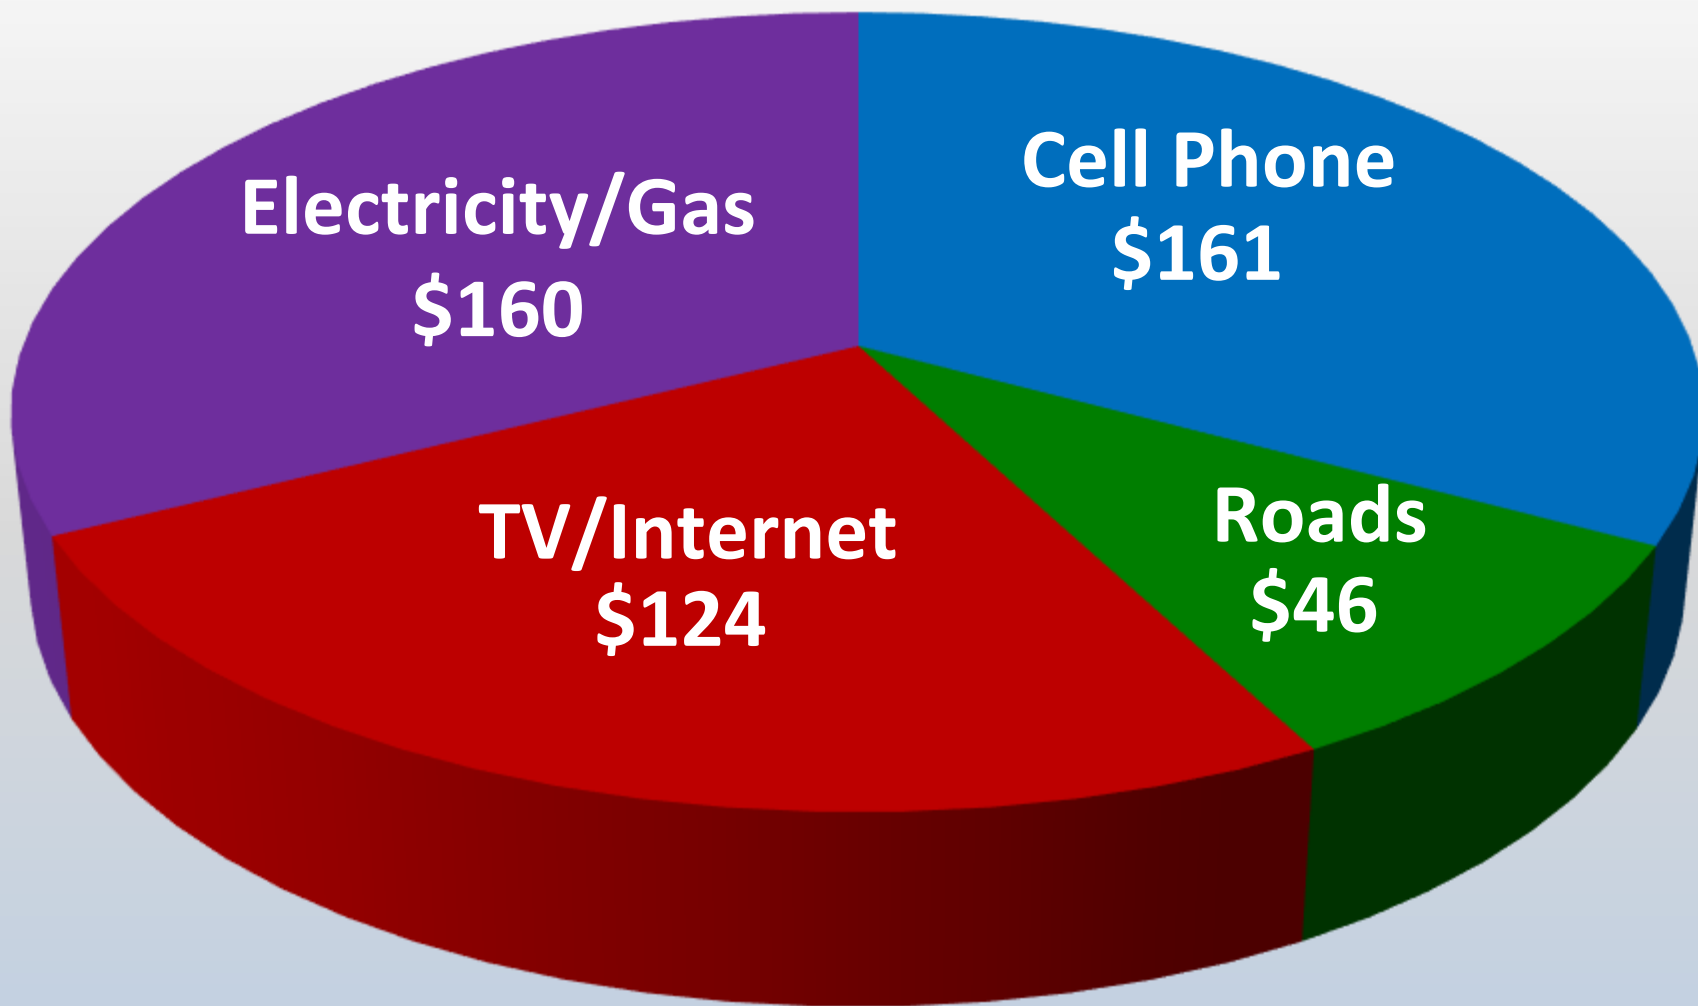 Cell Phone
$161
Electricity/Gas
$160
TV/Internet
$124
Roads
$46